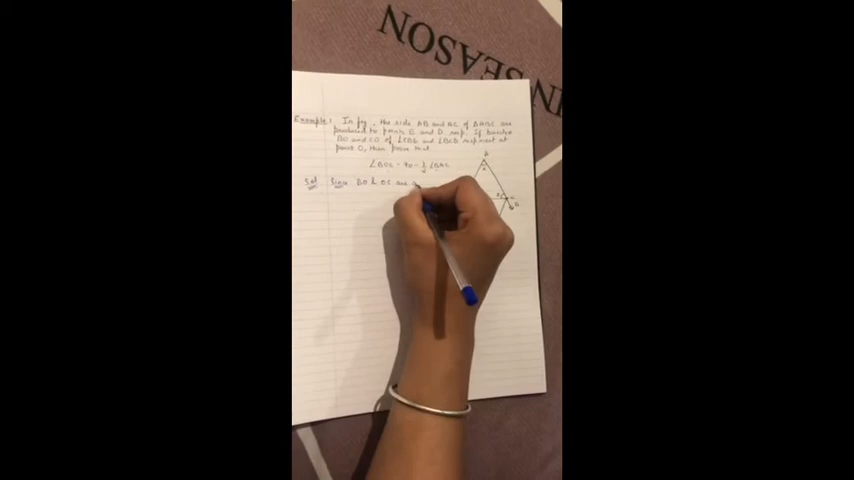 IN SEASON
Example: In fig, the side AB and AC of ΔABC are
produced to points E and D resp. If bisector
BO and CO of ∠CBE and ∠BCD resp meet at
point O, then prove that
∠BOC = 90 - 1/2 ∠BAC
Sol Since BO & OC are